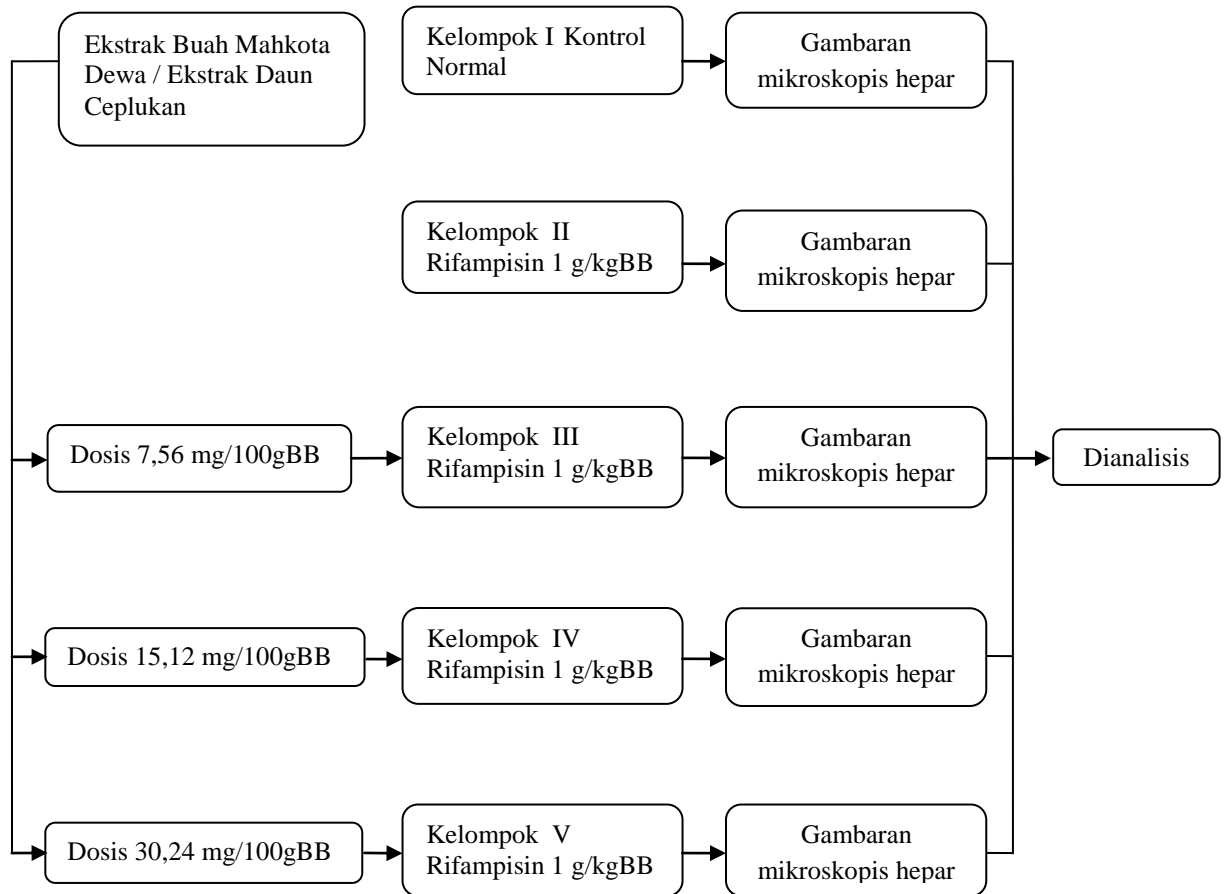 Ekstrak Buah Mahkota
Dewa / Ekstrak Daun
Ceplukan
Kelompok I Kontrol
Normal
Gambaran
mikroskopis hepar
Kelompok II
Rifampisin 1 g/kgBB
Gambaran
mikroskopis hepar
Dosis 7,56 mg/100gBB
Kelompok III
Rifampisin 1 g/kgBB
Gambaran
mikroskopis hepar
Dianalisis
Dosis 15,12 mg/100gBB
Kelompok IV
Rifampisin 1 g/kgBB
Gambaran
mikroskopis hepar
Dosis 30,24 mg/100gBB
Kelompok V
Rifampisin 1 g/kgBB
Gambaran
mikroskopis hepar